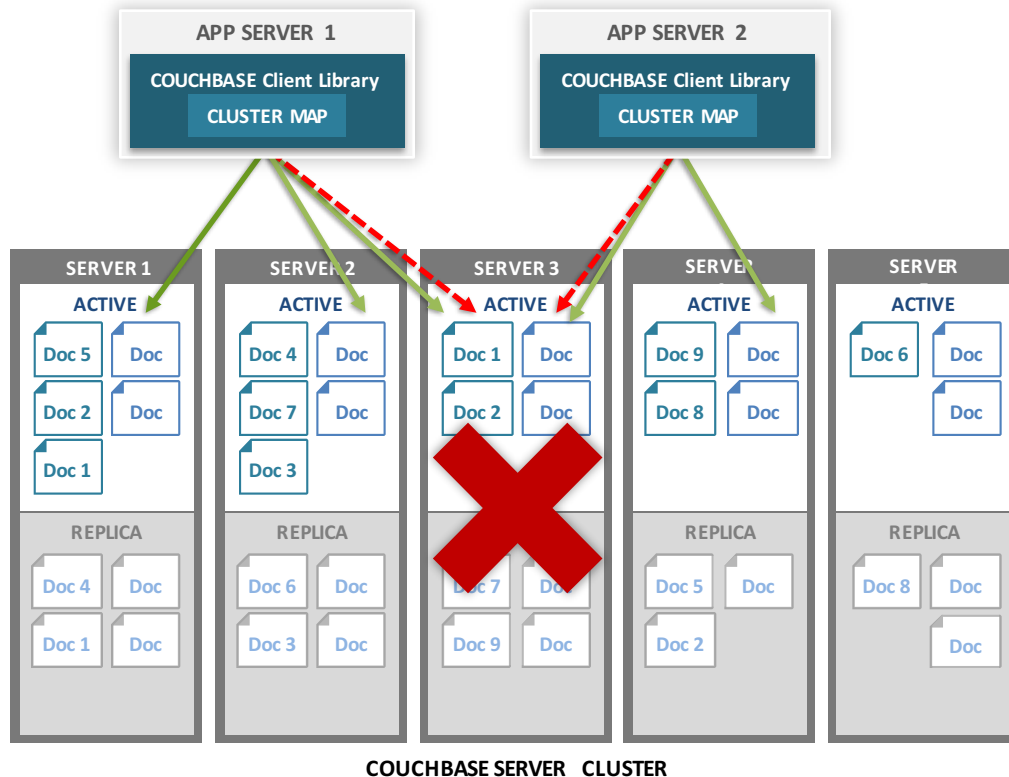 APP SERVER 1
COUCHBASE Client Library
CLUSTER MAP
APP SERVER 2
COUCHBASE Client Library
CLUSTER MAP
SERVER 1
ACTIVE
Doc 5 Doc
Doc 2 Doc
Doc 1
REPLICA
Doc 4 Doc
Doc 1 Doc
SERVER 2
ACTIVE
Doc 4 Doc
Doc 7 Doc
Doc 3
REPLICA
Doc 6 Doc
Doc 3 Doc
SERVER 3
ACTIVE
Doc 1 Doc
Doc 2 Doc
REPLICA
Doc 7 Doc
Doc 9 Doc
SERVER
ACTIVE
Doc 9 Doc
Doc 8 Doc
REPLICA
Doc 5 Doc
Doc 2
SERVER
ACTIVE
Doc 6 Doc
Doc
REPLICA
Doc 8 Doc
Doc
COUCHBASE SERVER CLUSTER